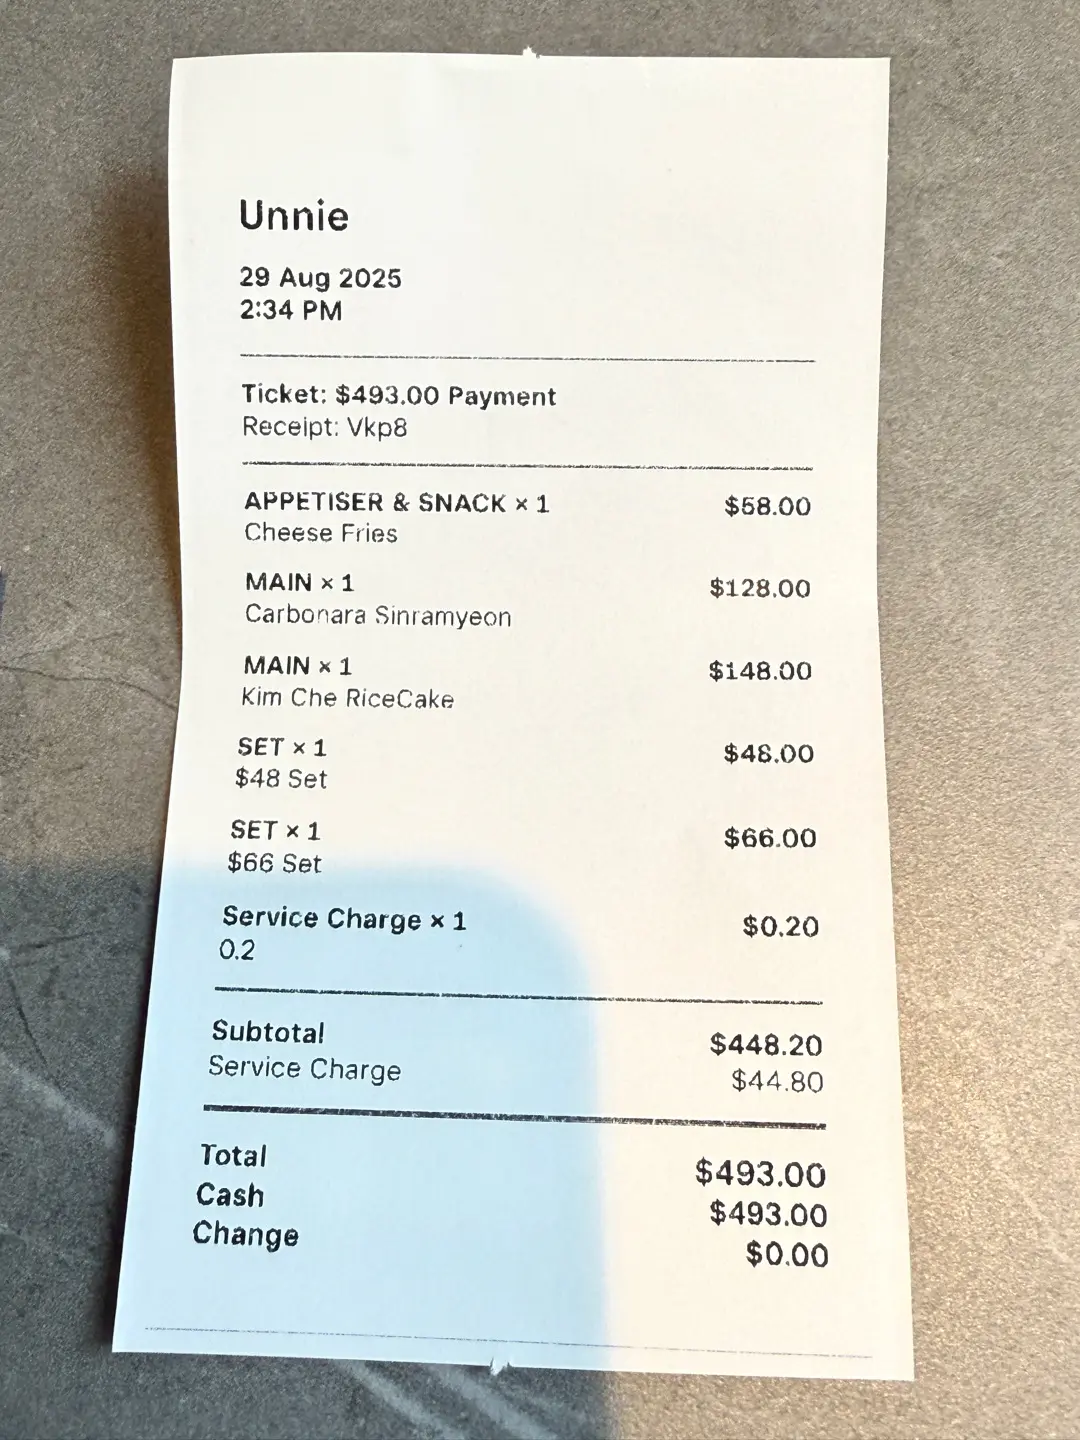 Unnie
29 Aug 2025
2:34 PM
Ticket: $493.00 Payment
Receipt: Vkp8
APPETISER & SNACK × 1 $58.00
Cheese Fries
MAIN × 1 $128.00
Carbonara Sinramyeon
MAIN × 1 $148.00
Kim Che RiceCake
SET × 1 $48.00
$48 Set
SET × 1 $66.00
$66 Set
Service Charge × 1 $0.20
0.2
Subtotal $448.20
Service Charge $44.80
Total $493.00
Cash $493.00
Change $0.00